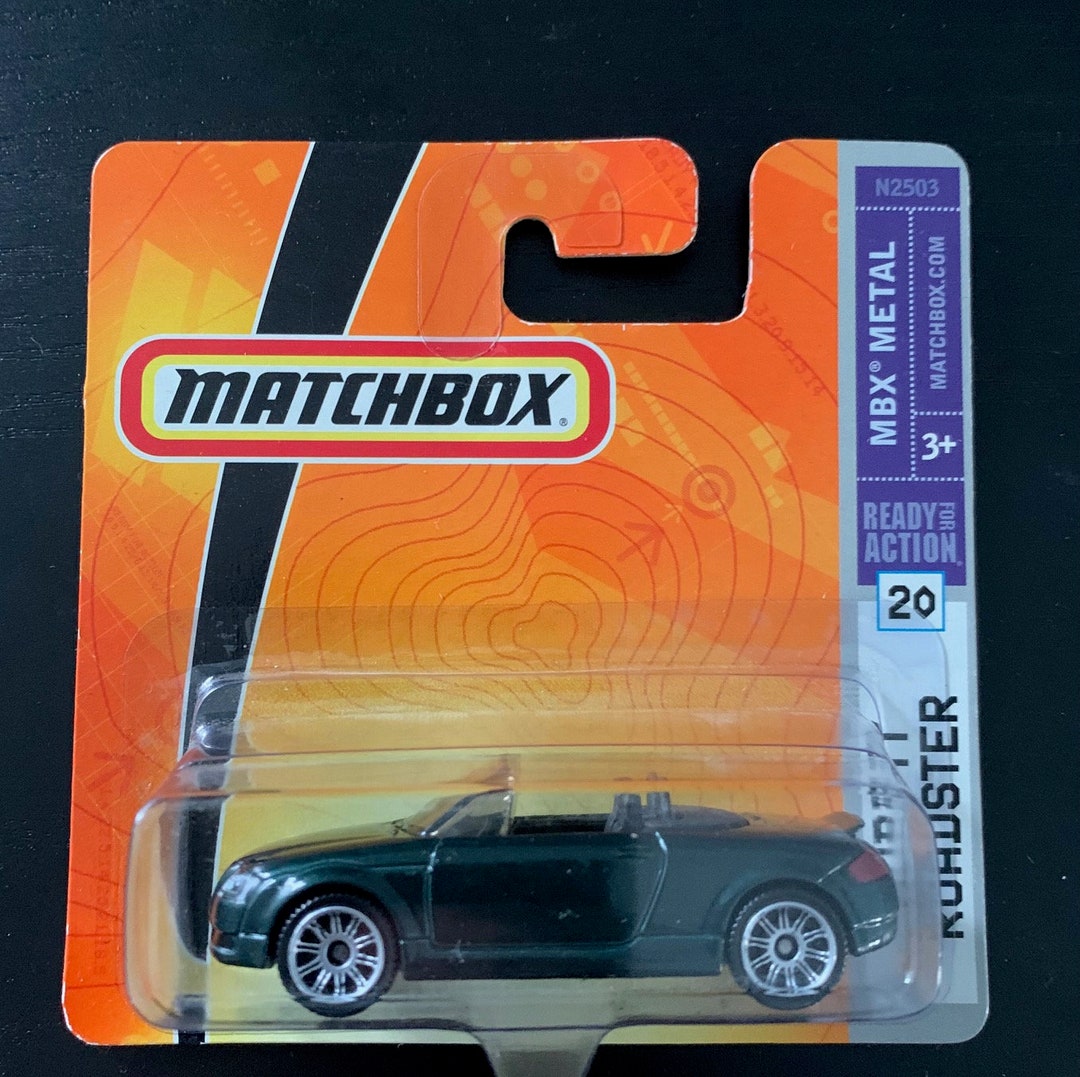 MATCHBOX®
N2503
MBX® METAL
MATCHBOX.COM
3+
READY FOR
ACTION®
20
ROADSTER